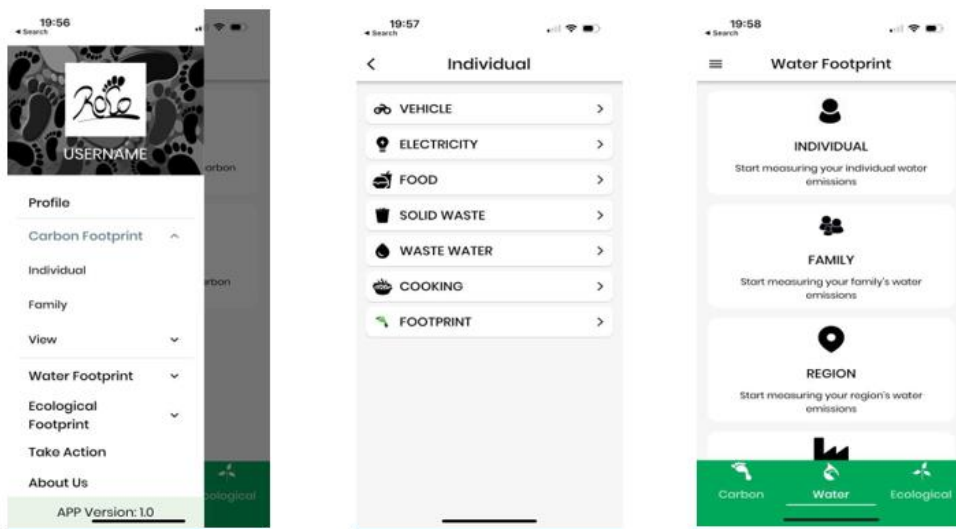 19:56
◂ Search
RoCo
USERNAME
Profile
Carbon Footprint
Individual
Family
View
Water Footprint
Ecological
Footprint
Take Action
About Us
APP Version: 1.0
arbon
arbon
cological
19:57
◂ Search
Individual
VEHICLE
ELECTRICITY
FOOD
SOLID WASTE
WASTE WATER
COOKING
FOOTPRINT
19:58
◂ Search
Water Footprint
INDIVIDUAL
Start measuring your individual water
emissions
FAMILY
Start measuring your family's water
emissions
REGION
Start measuring your region's water
emissions
Carbon Water Ecological